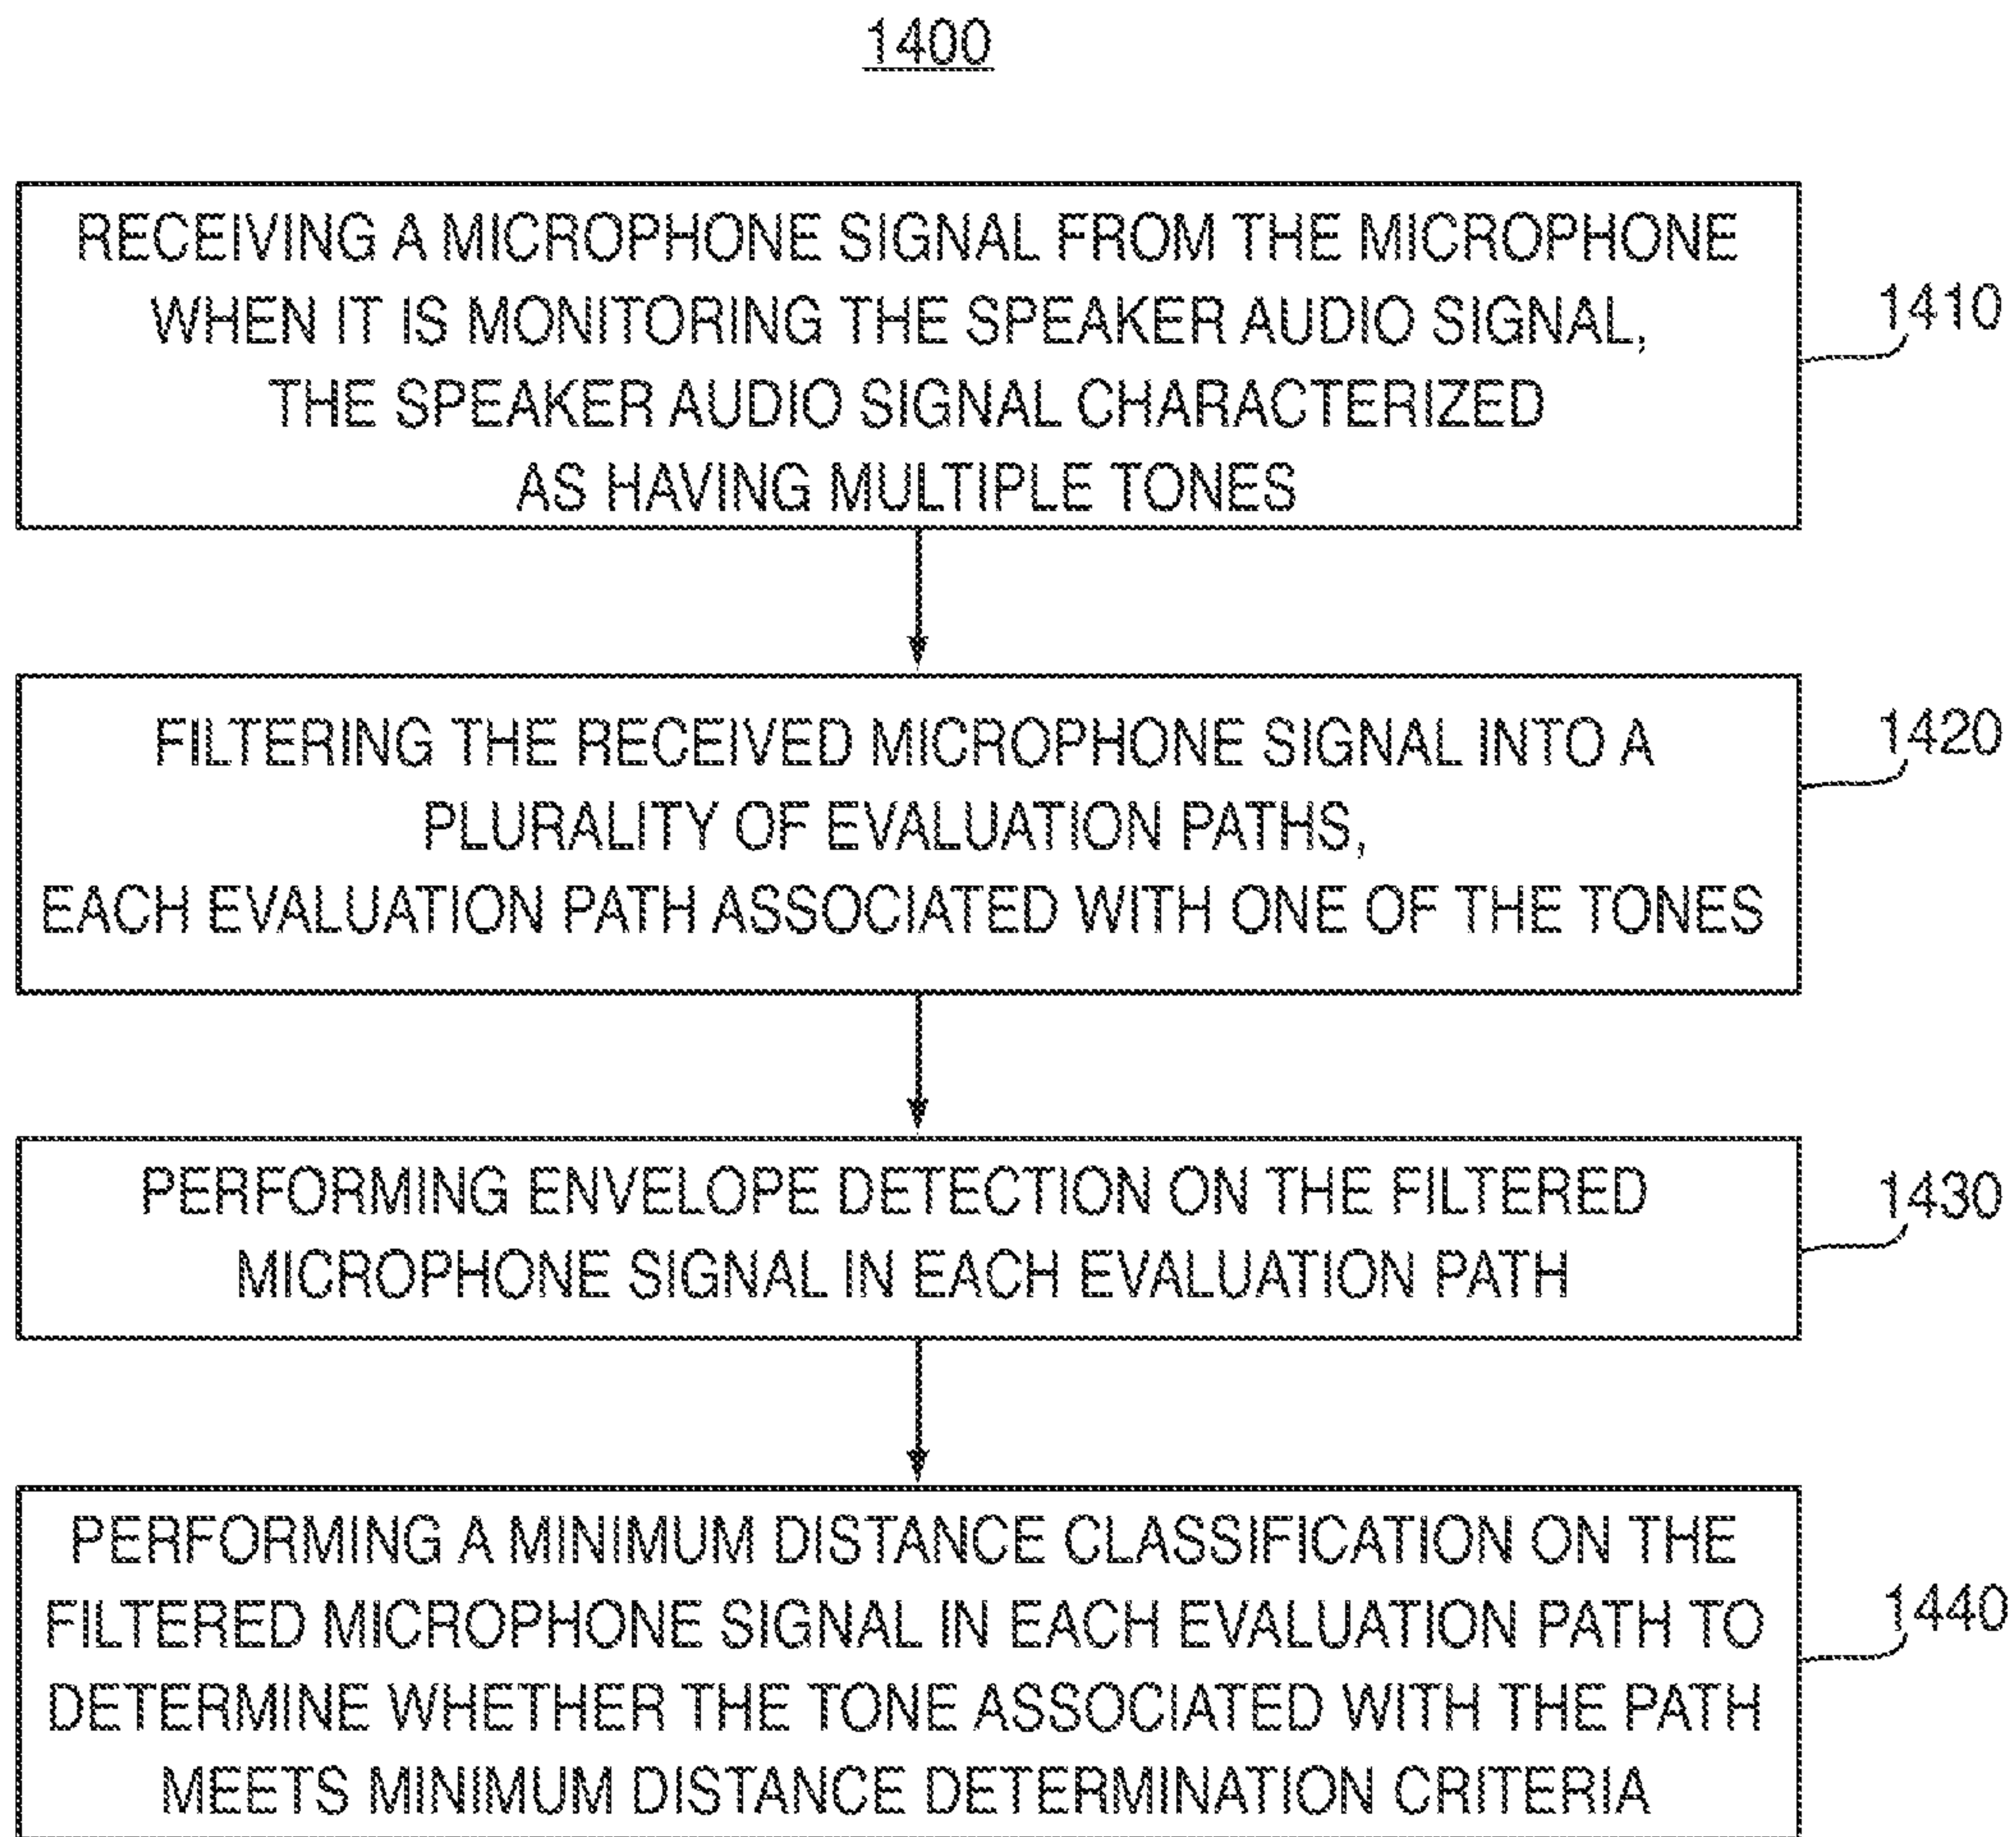 1400
RECEIVING A MICROPHONE SIGNAL FROM THE MICROPHONE
WHEN IT IS MONITORING THE SPEAKER AUDIO SIGNAL,
THE SPEAKER AUDIO SIGNAL CHARACTERIZED
AS HAVING MULTIPLE TONES
1410
FILTERING THE RECEIVED MICROPHONE SIGNAL INTO A
PLURALITY OF EVALUATION PATHS,
EACH EVALUATION PATH ASSOCIATED WITH ONE OF THE TONES
1420
PERFORMING ENVELOPE DETECTION ON THE FILTERED
MICROPHONE SIGNAL IN EACH EVALUATION PATH
1430
PERFORMING A MINIMUM DISTANCE CLASSIFICATION ON THE
FILTERED MICROPHONE SIGNAL IN EACH EVALUATION PATH TO
DETERMINE WHETHER THE TONE ASSOCIATED WITH THE PATH
MEETS MINIMUM DISTANCE DETERMINATION CRITERIA
1440